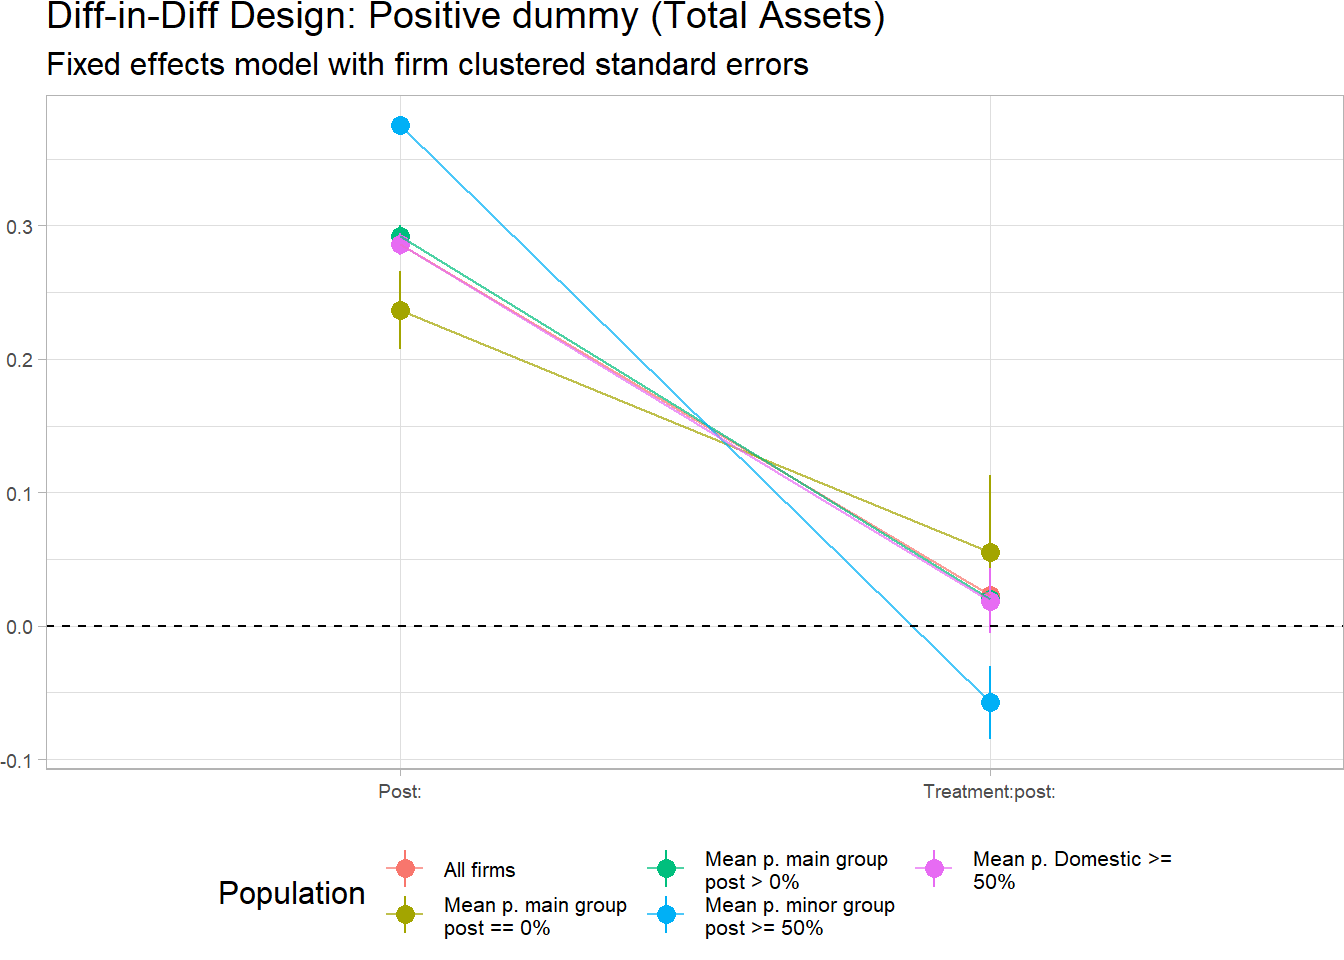 Diff-in-Diff Design: Positive dummy (Total Assets)
Fixed effects model with firm clustered standard errors
0.3
0.2
0.1
0.0
-0.1
Post:
Treatment:post:
Population
All firms
Mean p. main group
post == 0%
Mean p. main group
post > 0%
Mean p. minor group
post >= 50%
Mean p. Domestic >=
50%